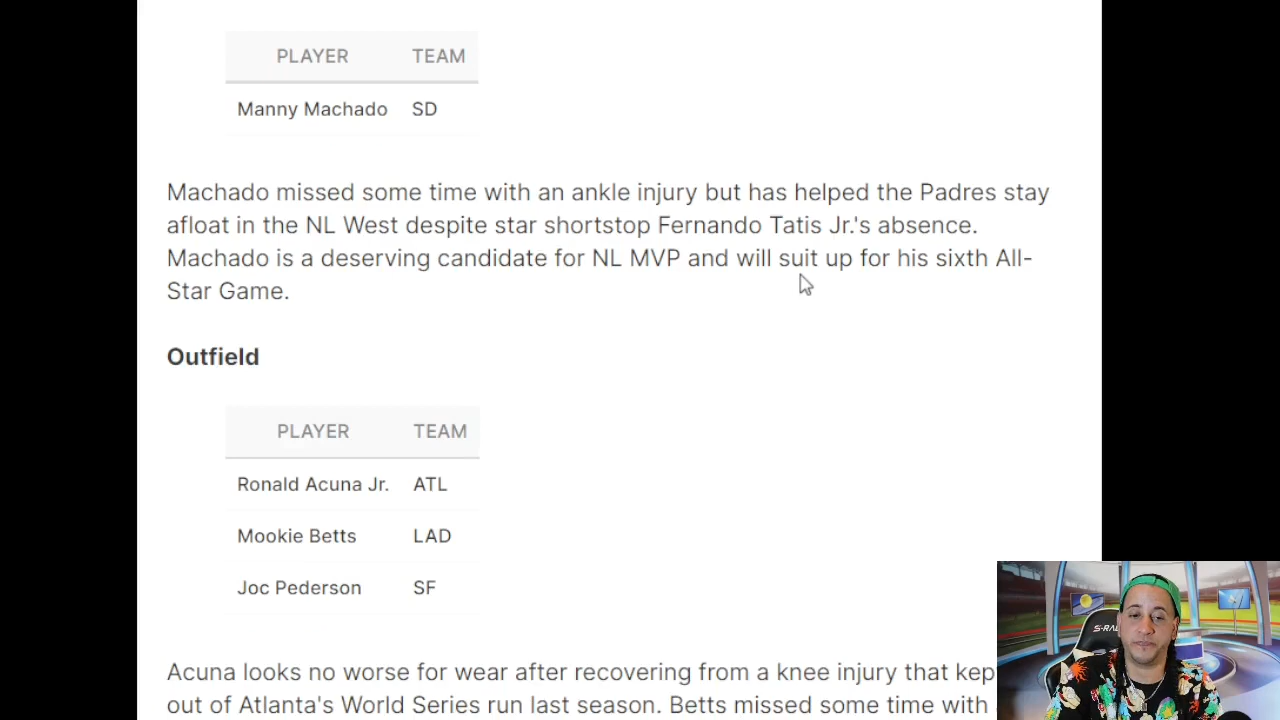 PLAYER TEAM
Manny Machado SD
Machado missed some time with an ankle injury but has helped the Padres stay
afloat in the NL West despite star shortstop Fernando Tatis Jr.'s absence.
Machado is a deserving candidate for NL MVP and will suit up for his sixth All-
Star Game.
Outfield
PLAYER TEAM
Ronald Acuna Jr. ATL
Mookie Betts LAD
Joc Pederson SF
Acuna looks no worse for wear after recovering from a knee injury that kep
out of Atlanta's World Series run last season. Betts missed some time with